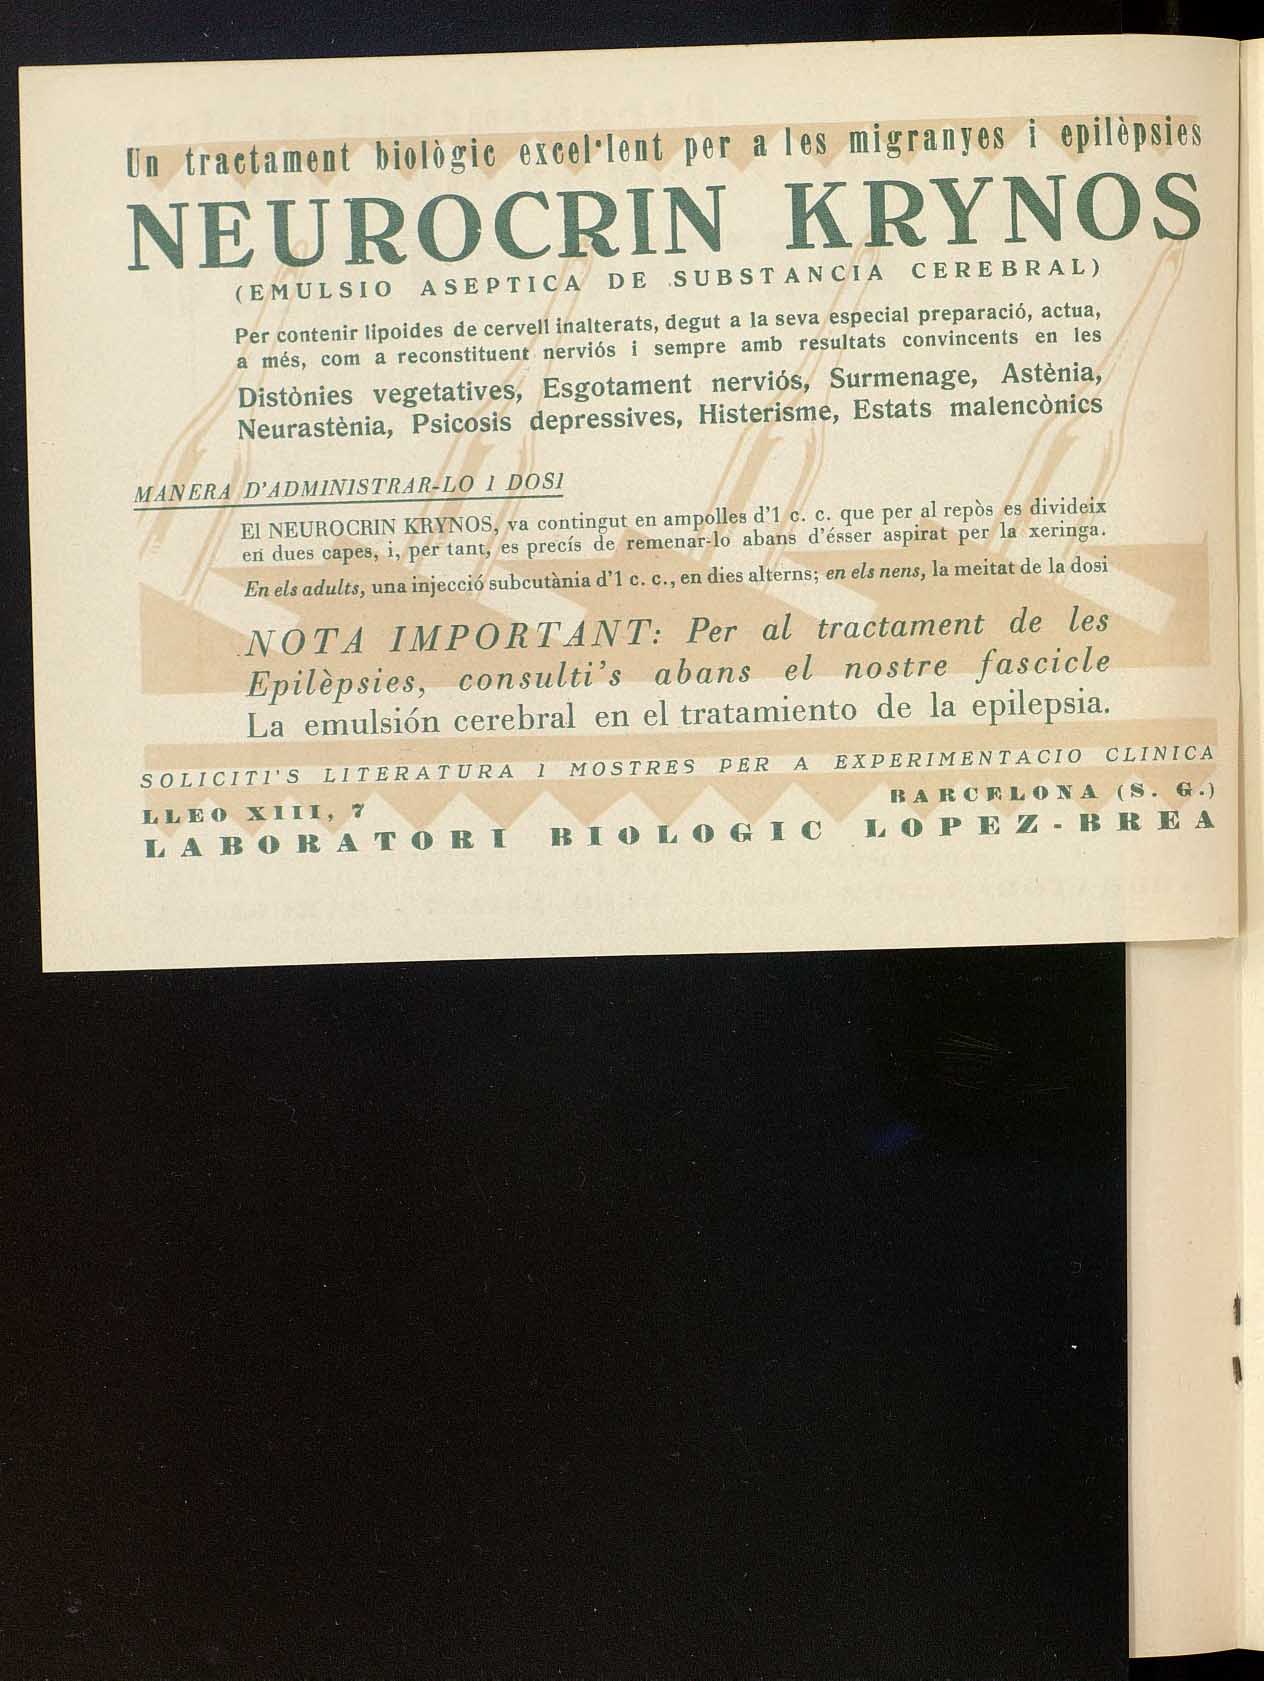 Un tractament biològic excel·lent per a les migranyes i epilèpsies
NEUROCRIN KRYNOS
(EMULSIO ASEPTICA DE SUBSTANCIA CEREBRAL)
Per contenir lipoides de cervell inalterats, degut a la seva especial preparació, actua,
a més, com a reconstituent nerviós i sempre amb resultats convincents en les
Distònies vegetatives, Esgotament nerviós, Surmenage, Astènia,
Neurastènia, Psicosis depressives, Histerisme, Estats malencònics
MANERA D'ADMINISTRAR-LO I DOSI
El NEUROCRIN KRYNOS, va contingut en ampolles d'1 c. c. que per al repòs es divideix
en dues capes, i, per tant, es precís de remenar-lo abans d'ésser aspirat per la xeringa.
En els adults, una injecció subcutània d'1 c. c., en dies alterns; en els nens, la meitat de la dosi
NOTA IMPORTANT: Per al tractament de les
Epilèpsies, consulti's abans el nostre fascicle
La emulsión cerebral en el tratamiento de la epilepsia.
SOLICITI'S LITERATURA I MOSTRES PER A EXPERIMENTACIO CLINICA
LLEO XIII, 7 BARCELONA (S. G.)
LABORATORI BIOLOGIC LOPEZ-BREA